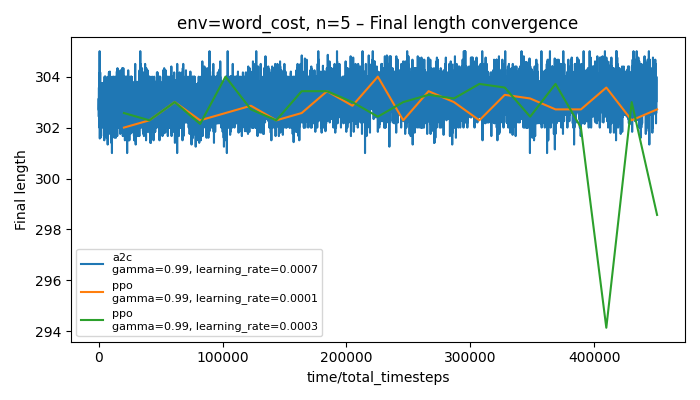 env=word_cost, n=5 – Final length convergence
Final length
304
302
300
298
296
294
a2c
gamma=0.99, learning_rate=0.0007
ppo
gamma=0.99, learning_rate=0.0001
ppo
gamma=0.99, learning_rate=0.0003
0 100000 200000 300000 400000
time/total_timesteps